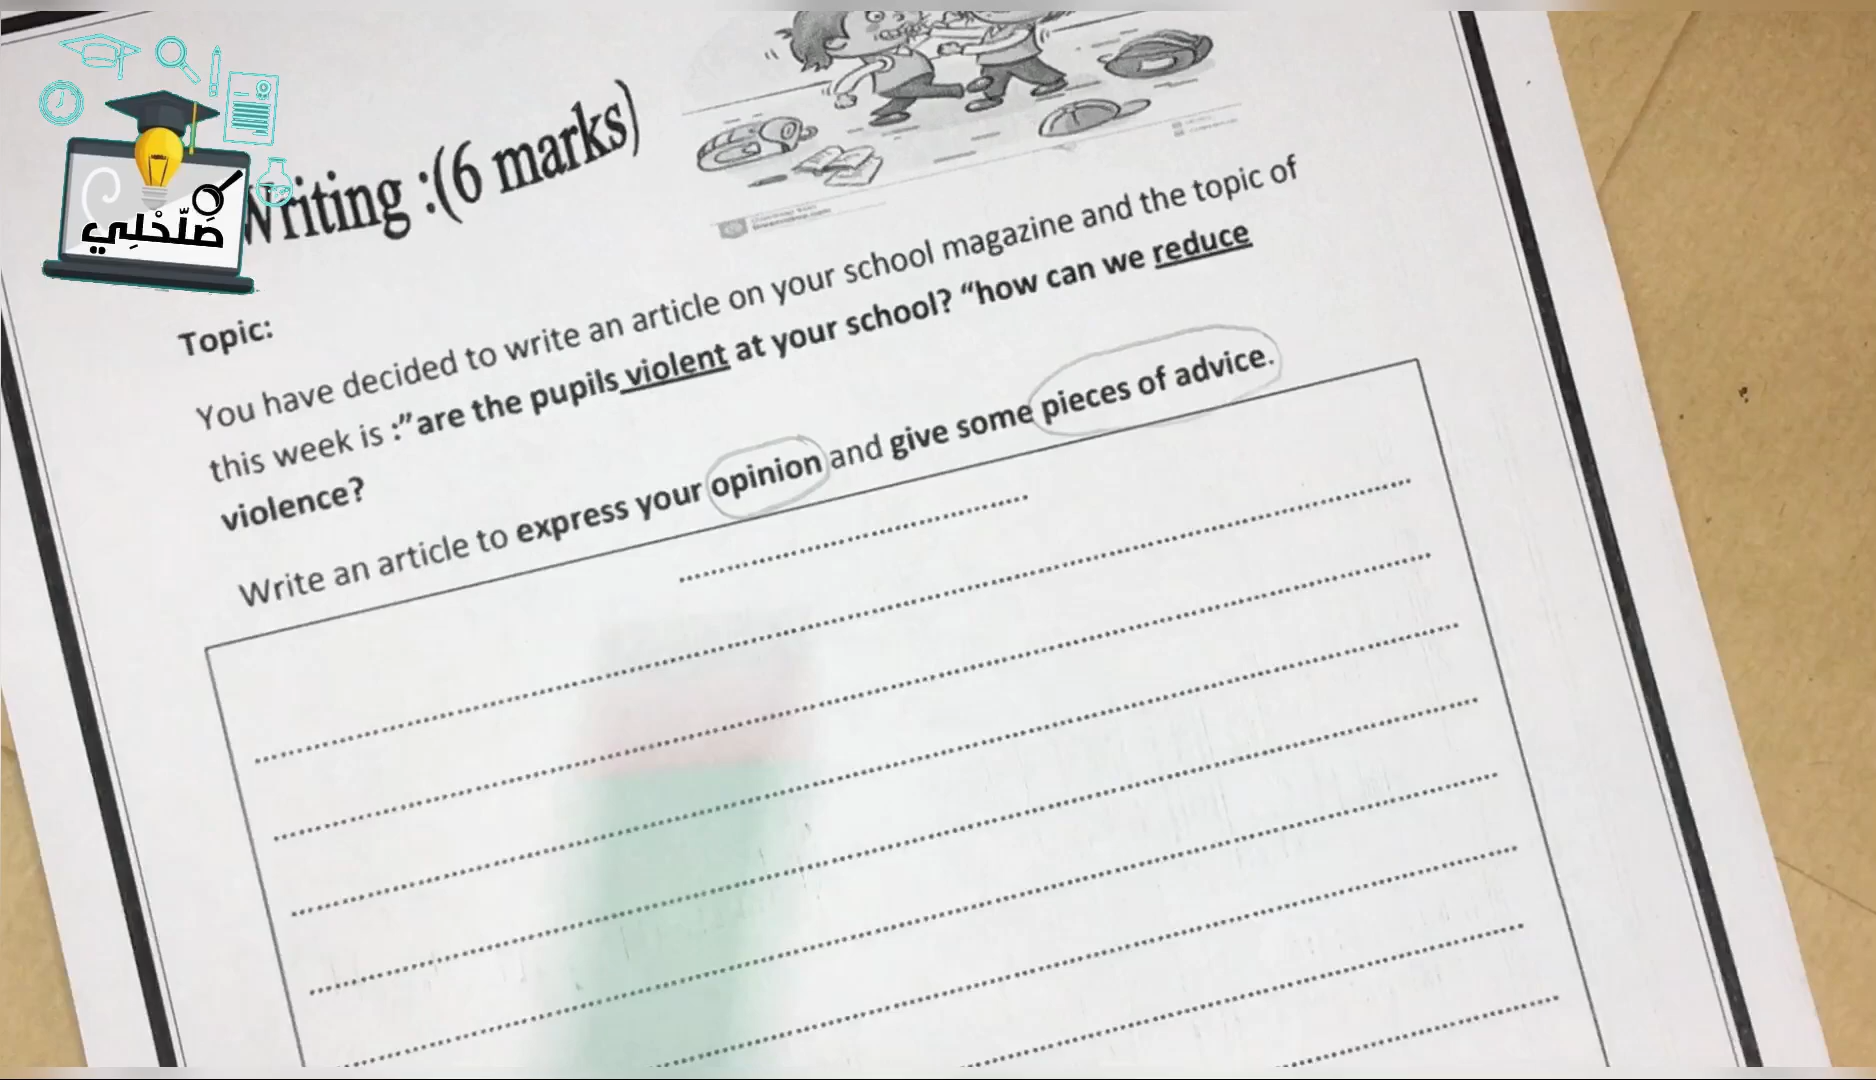 صَلَّحْلِي
Writing :(6 marks)
Topic:
You have decided to write an article on your school magazine and the topic of
this week is :”are the pupils violent at your school? “how can we reduce
violence?
Write an article to express your opinion and give some pieces of advice.